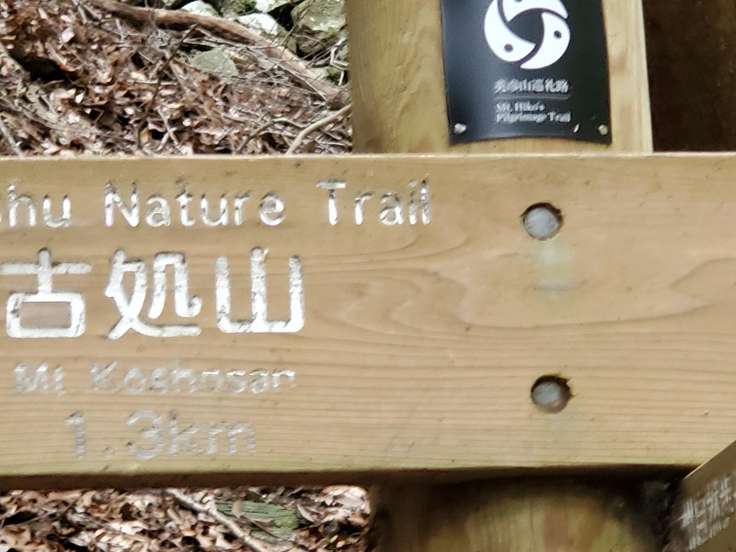 英彦山巡礼路
Mt. Hiko's
Pilgrimage Trail
shu Nature Trail
古処山
Mt. Koshosan
1.3km